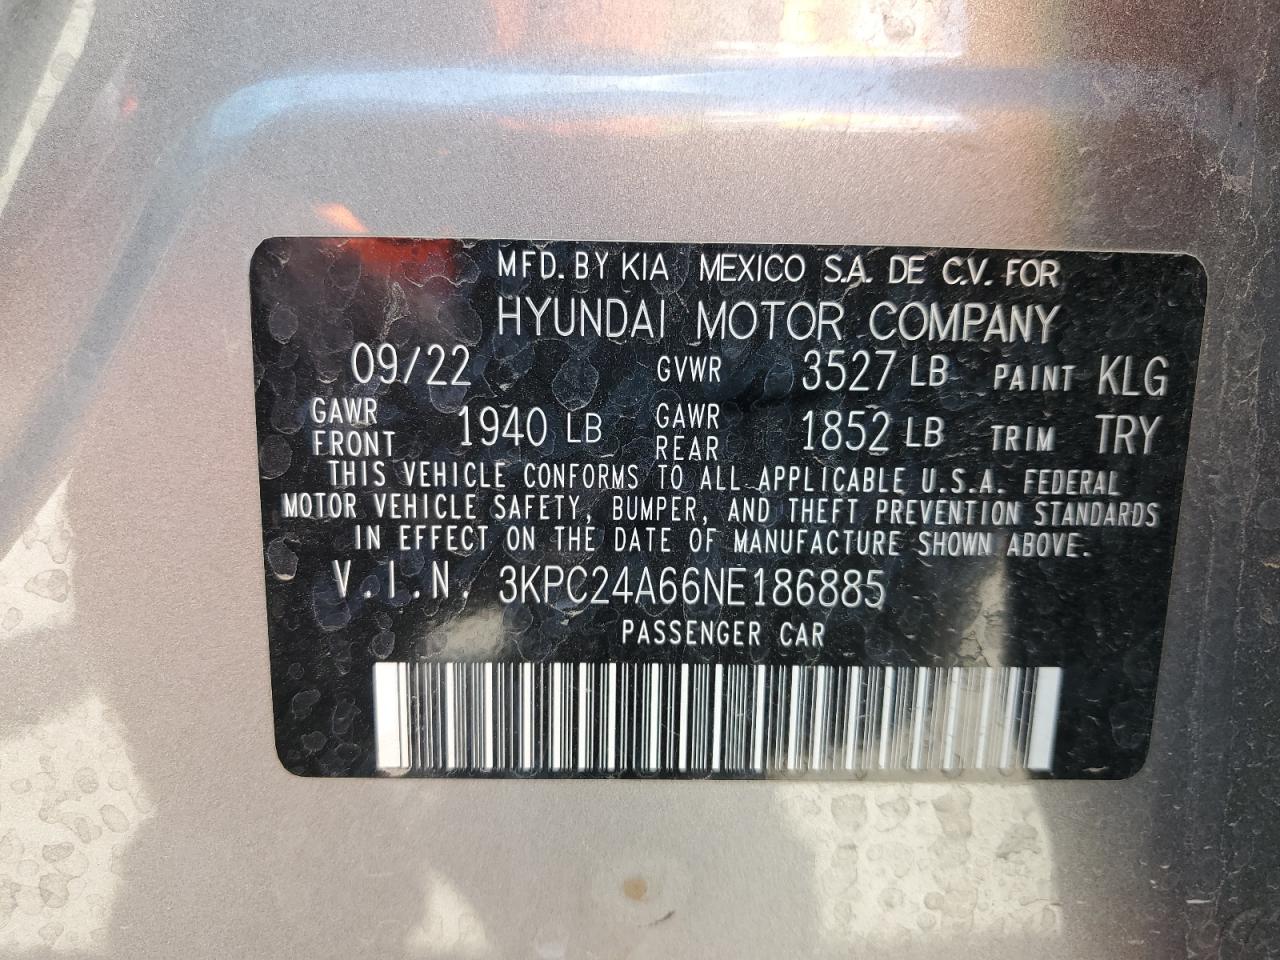 MFD. BY KIA MEXICO S.A. DE C.V. FOR
HYUNDAI MOTOR COMPANY
09/22 GVWR 3527 LB PAINT KLG
GAWR FRONT 1940 LB GAWR REAR 1852 LB TRIM TRY
THIS VEHICLE CONFORMS TO ALL APPLICABLE U.S.A. FEDERAL
MOTOR VEHICLE SAFETY, BUMPER, AND THEFT PREVENTION STANDARDS
IN EFFECT ON THE DATE OF MANUFACTURE SHOWN ABOVE.
V.I.N. 3KPC24A66NE186885
PASSENGER CAR